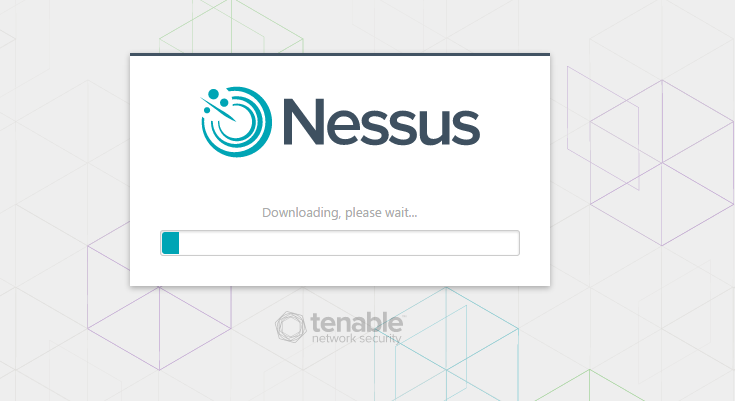 Nessus
Downloading, please wait...
tenable
network security